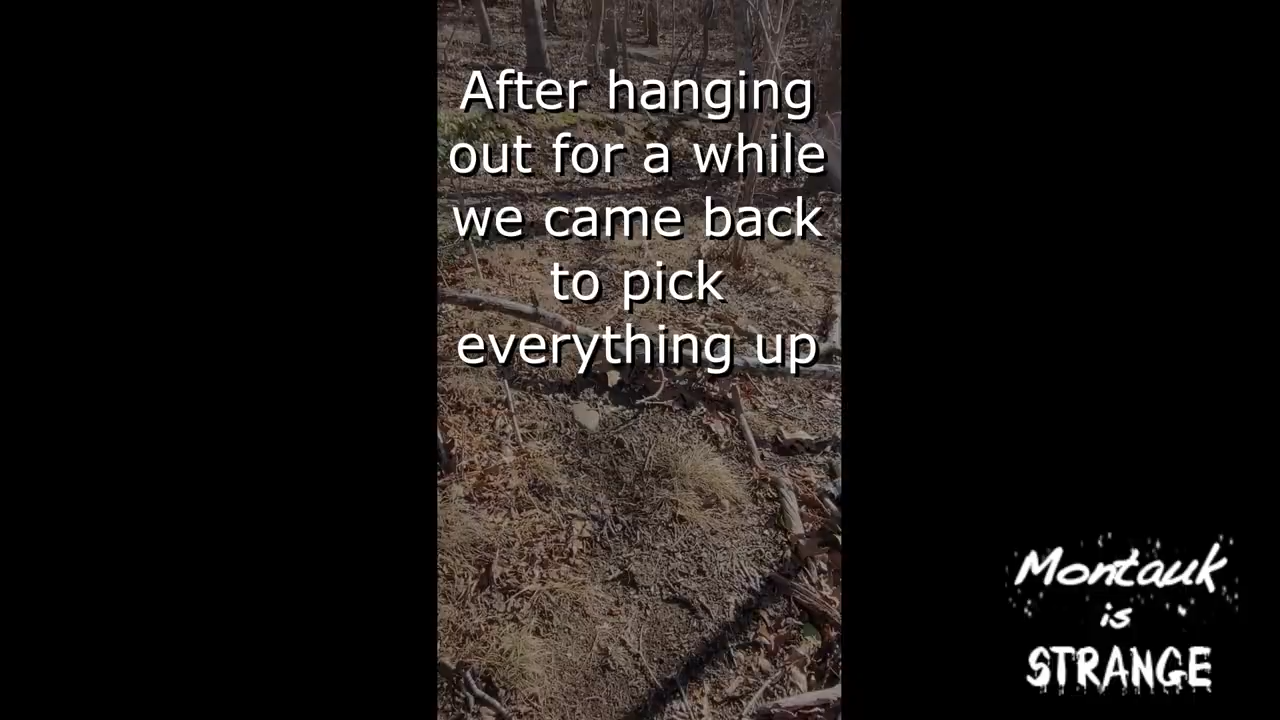 After hanging
out for a while
we came back
to pick
everything up
Montauk
is
STRANGE